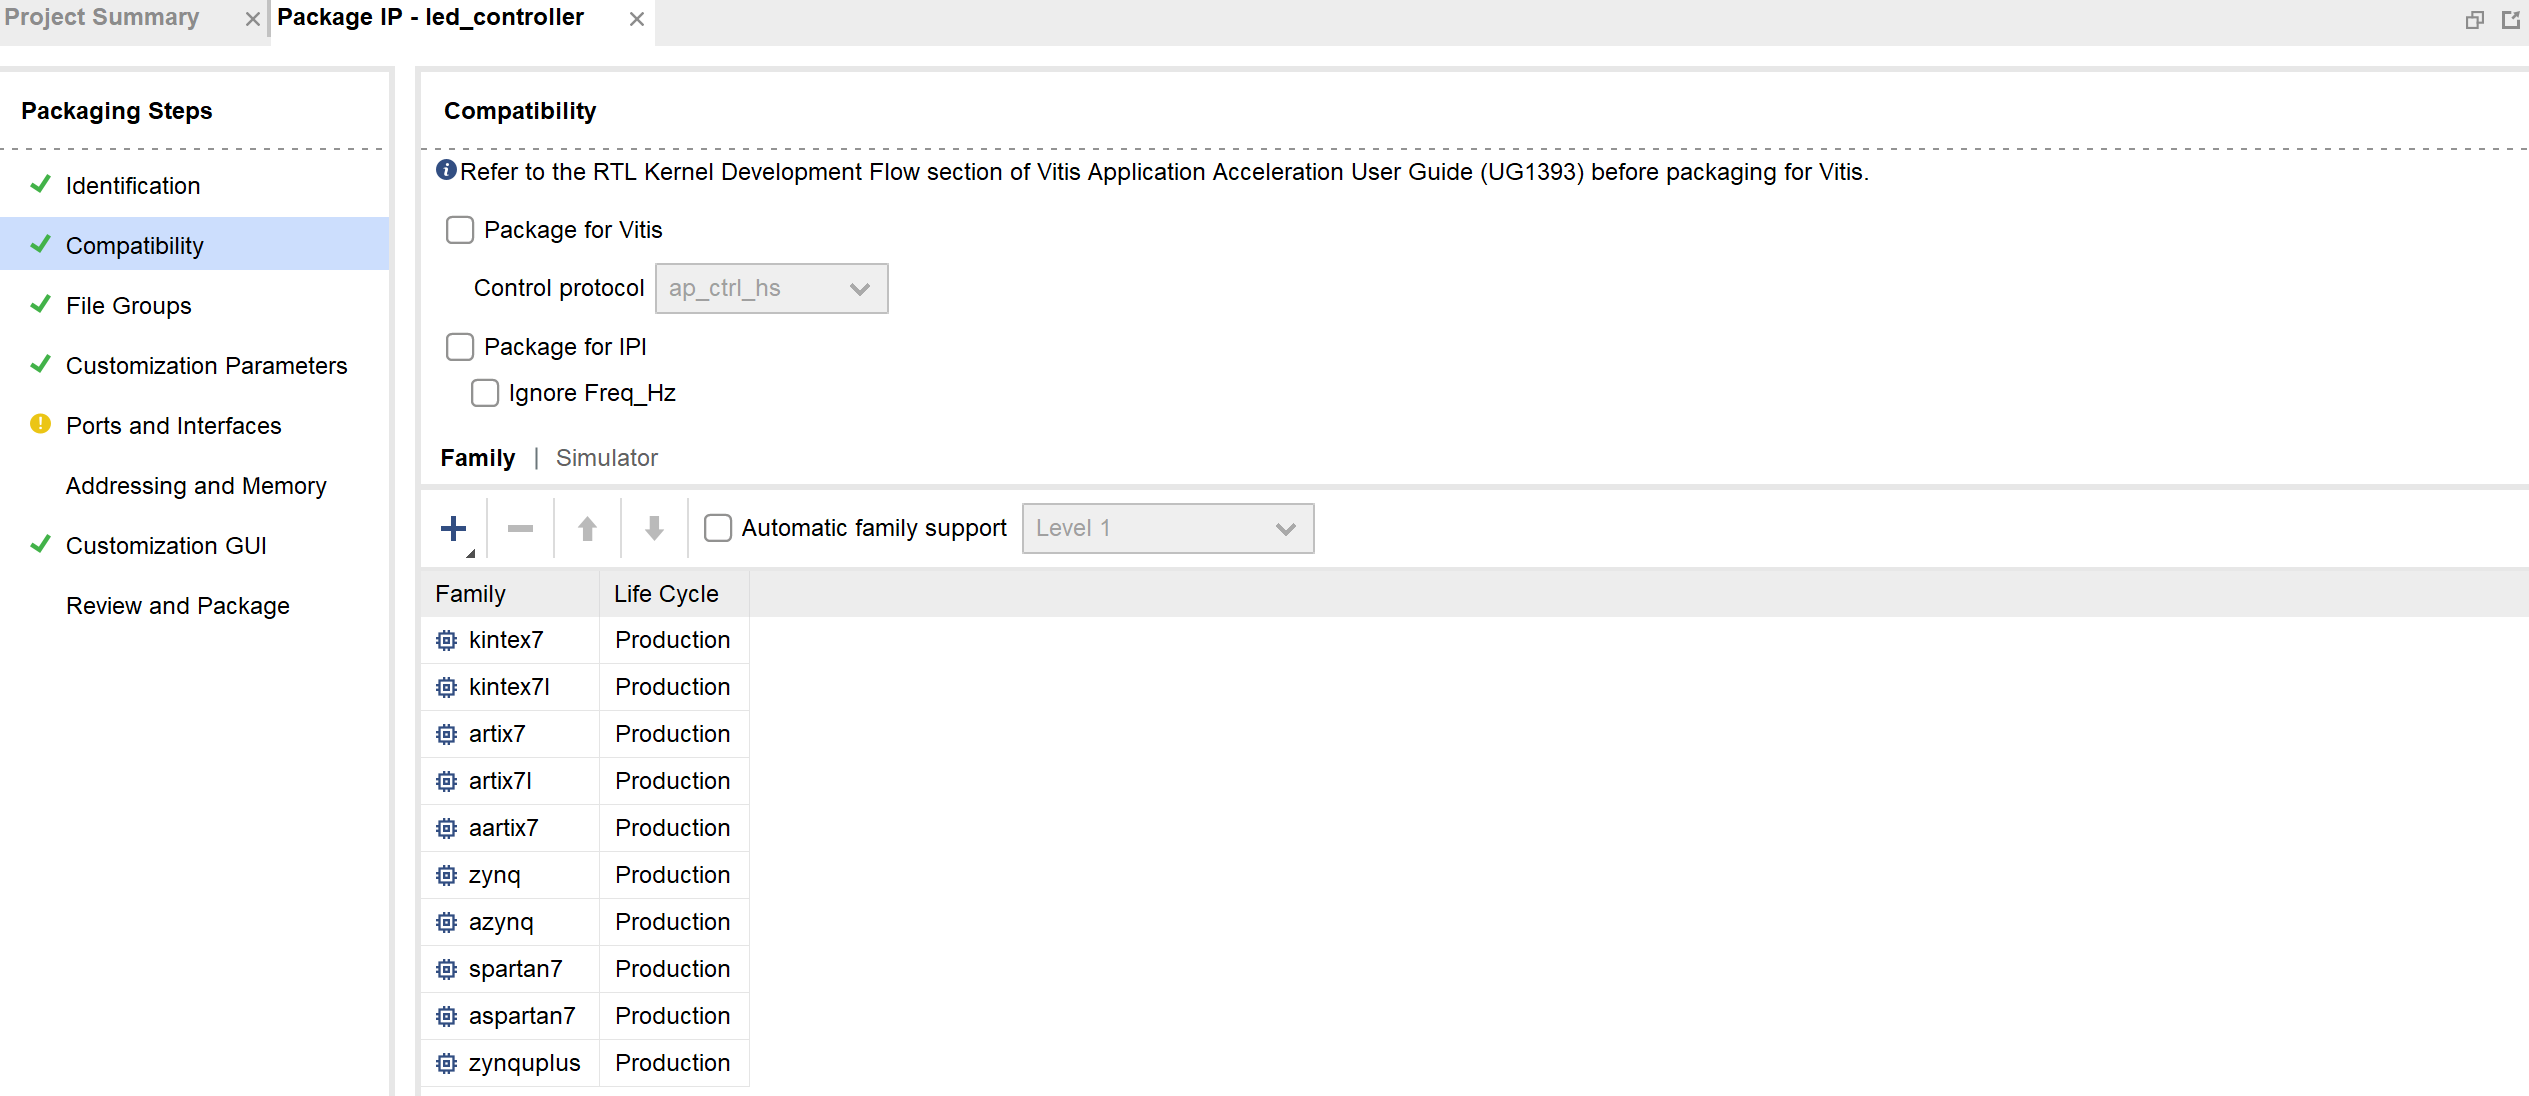 Project Summary
Package IP - led_controller
Packaging Steps
Identification
Compatibility
File Groups
Customization Parameters
Ports and Interfaces
Addressing and Memory
Customization GUI
Review and Package
Compatibility
Refer to the RTL Kernel Development Flow section of Vitis Application Acceleration User Guide (UG1393) before packaging for Vitis.
Package for Vitis
Control protocol ap_ctrl_hs
Package for IPI
Ignore Freq_Hz
Family | Simulator
Automatic family support Level 1
Family Life Cycle
kintex7 Production
kintex7l Production
artix7 Production
artix7l Production
aartix7 Production
zynq Production
azynq Production
spartan7 Production
aspartan7 Production
zynquplus Production